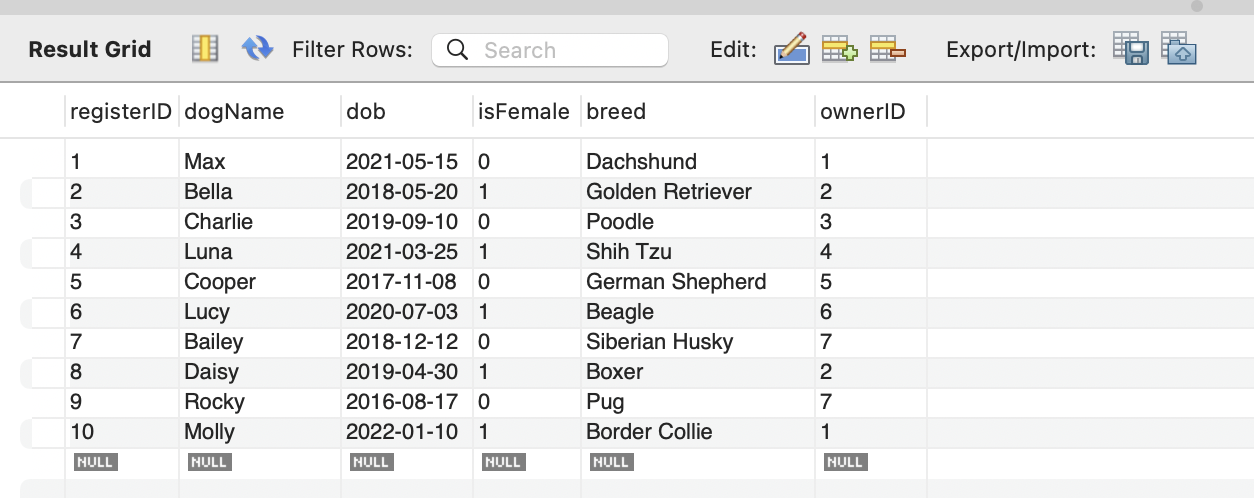 Result Grid Filter Rows: Search Edit: Export/Import:
registerID dogName dob isFemale breed ownerID
1 Max 2021-05-15 0 Dachshund 1
2 Bella 2018-05-20 1 Golden Retriever 2
3 Charlie 2019-09-10 0 Poodle 3
4 Luna 2021-03-25 1 Shih Tzu 4
5 Cooper 2017-11-08 0 German Shepherd 5
6 Lucy 2020-07-03 1 Beagle 6
7 Bailey 2018-12-12 0 Siberian Husky 7
8 Daisy 2019-04-30 1 Boxer 2
9 Rocky 2016-08-17 0 Pug 7
10 Molly 2022-01-10 1 Border Collie 1
NULL NULL NULL NULL NULL NULL